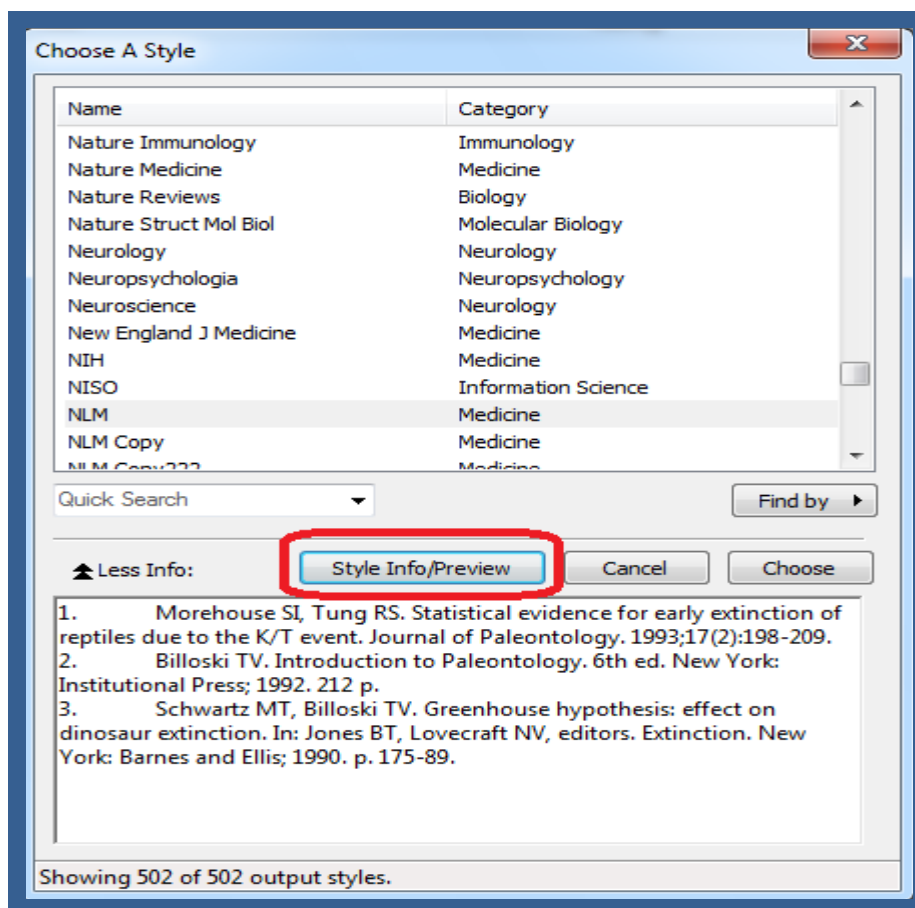 Choose A Style
Name Category
Nature Immunology Immunology
Nature Medicine Medicine
Nature Reviews Biology
Nature Struct Mol Biol Molecular Biology
Neurology Neurology
Neuropsychologia Neuropsychology
Neuroscience Neurology
New England J Medicine Medicine
NIH Medicine
NISO Information Science
NLM Medicine
NLM Copy Medicine
NLM Copy222 Medicine
Quick Search Find by
Less Info: Style Info/Preview Cancel Choose
1. Morehouse SI, Tung RS. Statistical evidence for early extinction of
reptiles due to the K/T event. Journal of Paleontology. 1993;17(2):198-209.
2. Billoski TV. Introduction to Paleontology. 6th ed. New York:
Institutional Press; 1992. 212 p.
3. Schwartz MT, Billoski TV. Greenhouse hypothesis: effect on
dinosaur extinction. In: Jones BT, Lovecraft NV, editors. Extinction. New
York: Barnes and Ellis; 1990. p. 175-89.
Showing 502 of 502 output styles.